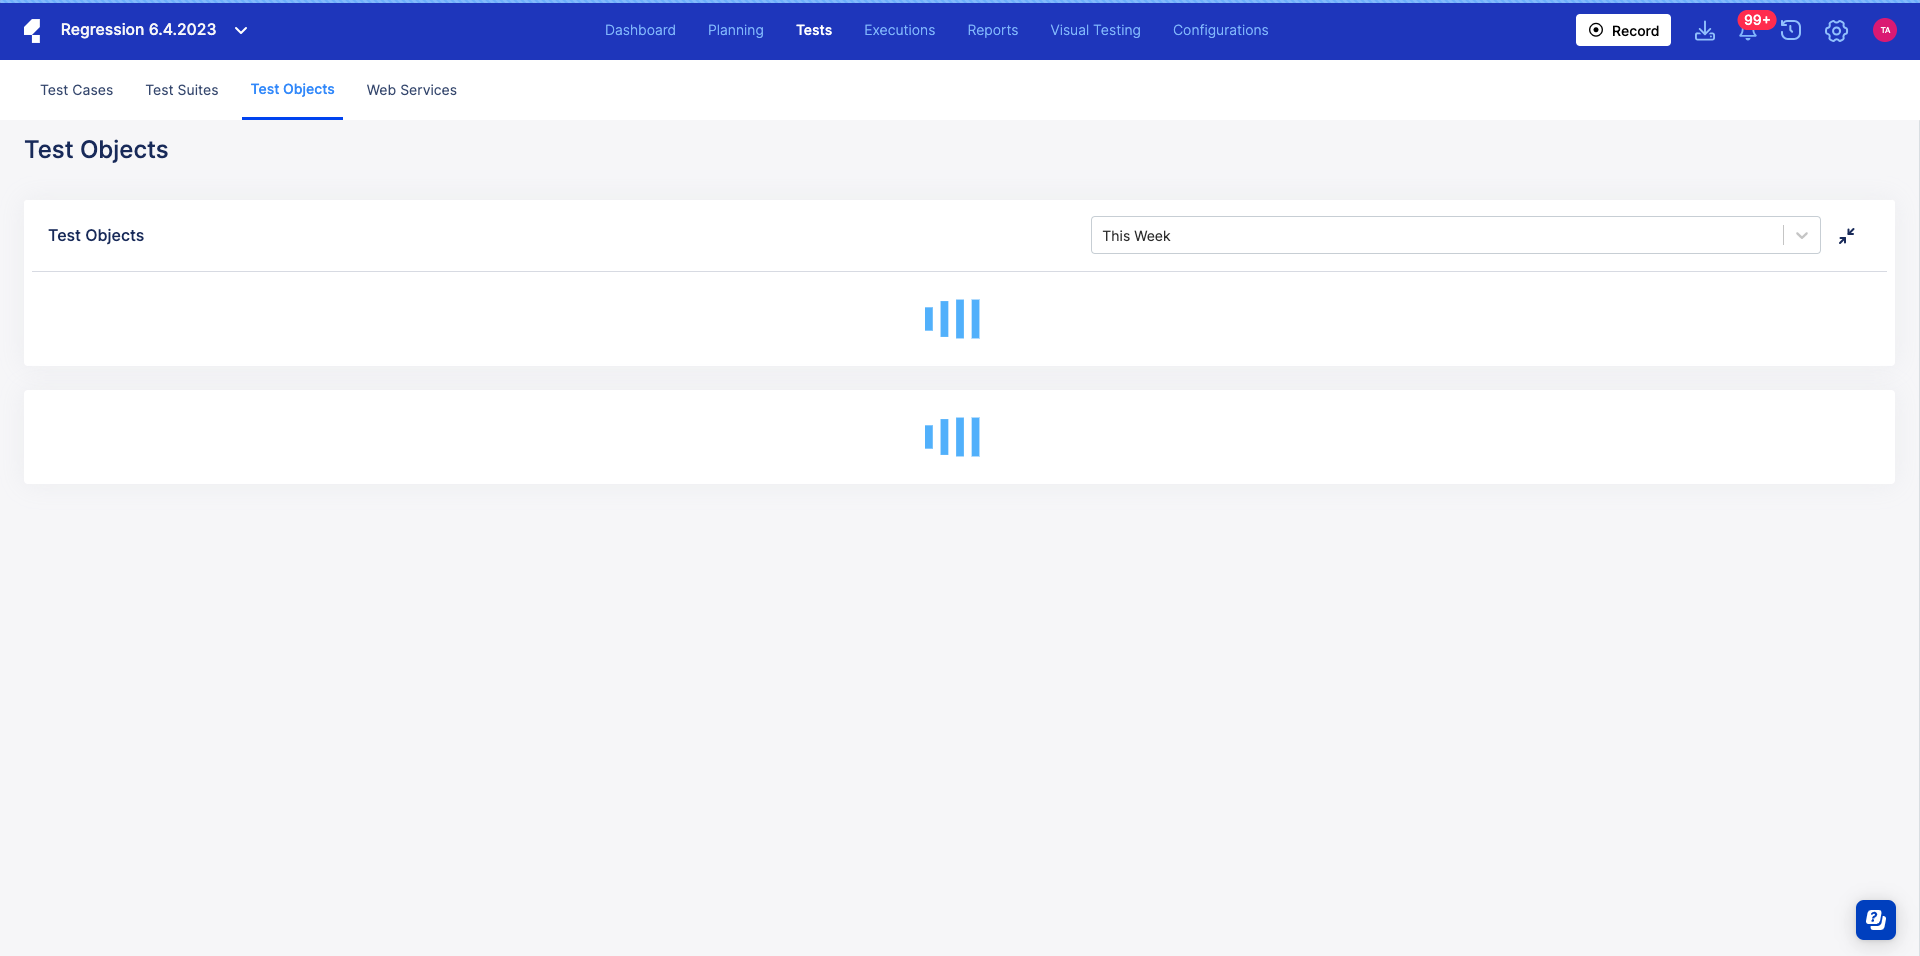 Regression 6.4.2023
Dashboard
Planning
Tests
Executions
Reports
Visual Testing
Configurations
Record
99+
TA
Test Cases
Test Suites
Test Objects
Web Services
Test Objects
Test Objects
This Week
?